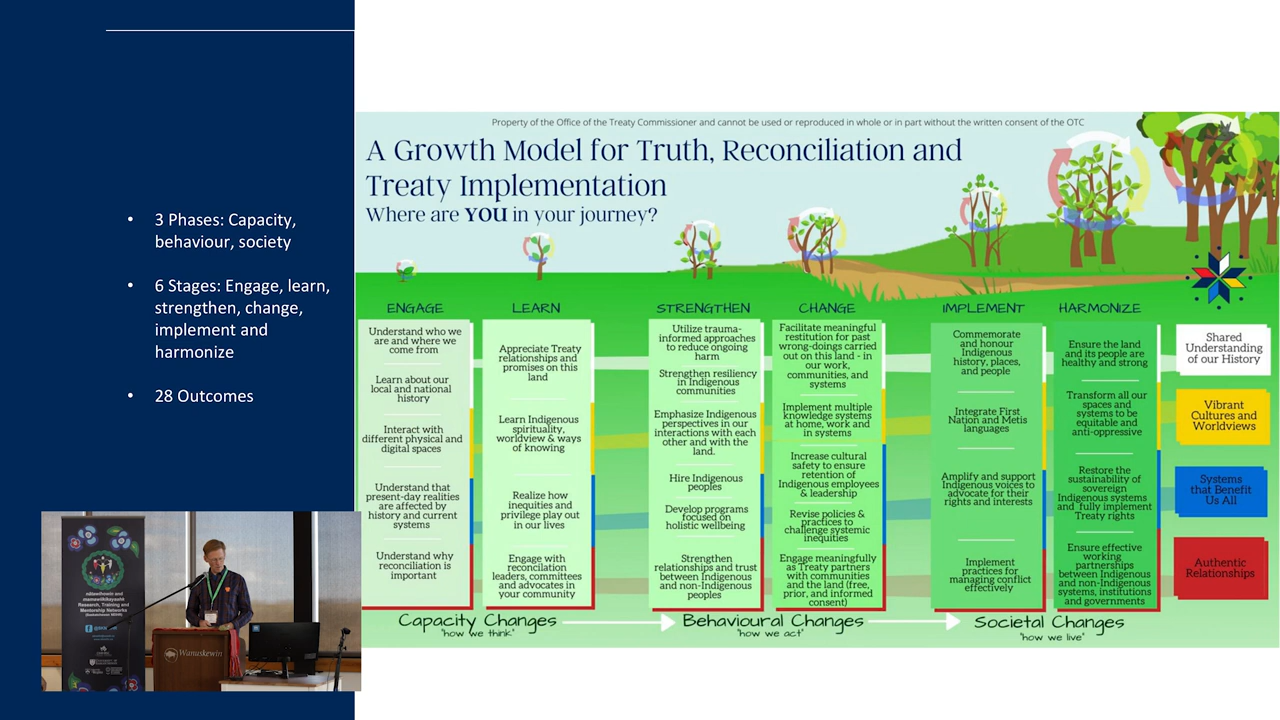 • 3 Phases: Capacity,
behaviour, society
• 6 Stages: Engage, learn,
strengthen, change,
implement and
harmonize
• 28 Outcomes
Property of the Office of the Treaty Commissioner and cannot be used or reproduced in whole or in part without the written consent of the OTC
A Growth Model for Truth, Reconciliation and
Treaty Implementation
Where are YOU in your journey?
ENGAGE
Understand who we
are and where we
come from
Learn about our
local and national
history
Interact with
different physical and
digital spaces
Understand that
present-day realities
are affected by
history and current
systems
Understand why
reconciliation is
important
LEARN
Appreciate Treaty
relationships and
promises on this
land
Learn Indigenous
spirituality,
worldview & ways
of knowing
Realize how
inequities and
privilege play out
in our lives
Engage with
reconciliation
leaders, committees
and advocates in
your community
STRENGTHEN
Utilize trauma-
informed approaches
to reduce ongoing
harm
Strengthen resiliency
in Indigenous
communities
Emphasize Indigenous
perspectives in our
interactions with each
other and with the
land.
Hire Indigenous
peoples
Develop programs
focused on
holistic wellbeing
Strengthen
relationships and trust
between Indigenous
and non-Indigenous
peoples
CHANGE
Facilitate meaningful
restitution for past
wrong-doings carried
out on this land - in
our work,
communities, and
systems
Implement multiple
knowledge systems
at home, work and
in systems
Increase cultural
safety to ensure
retention of
Indigenous employees
& leadership
Revise policies &
practices to
challenge systemic
inequities
Engage meaningfully
as Treaty partners
with communities
and the land (free,
prior, and informed
consent)
IMPLEMENT
Commemorate
and honour
Indigenous
history, places,
and people
Integrate First
Nation and Metis
languages
Amplify and support
Indigenous voices to
advocate for their
rights and interests
Implement
practices for
managing conflict
effectively
HARMONIZE
Ensure the land
and its people are
healthy and strong
Transform all our
spaces and
systems to be
equitable and
anti-oppressive
Restore the
sustainability of
sovereign
Indigenous systems
and fully implement
Treaty rights
Ensure effective
working
partnerships
between Indigenous
and non-Indigenous
systems, institutions
and governments
Shared
Understanding
of our History
Vibrant
Cultures and
Worldviews
Systems
that Benefit
Us All
Authentic
Relationships
Capacity Changes
"how we think"
Behavioural Changes
"how we act"
Societal Changes
"how we live"
Research, Training and
Mentorship Networks
Wanuskewin